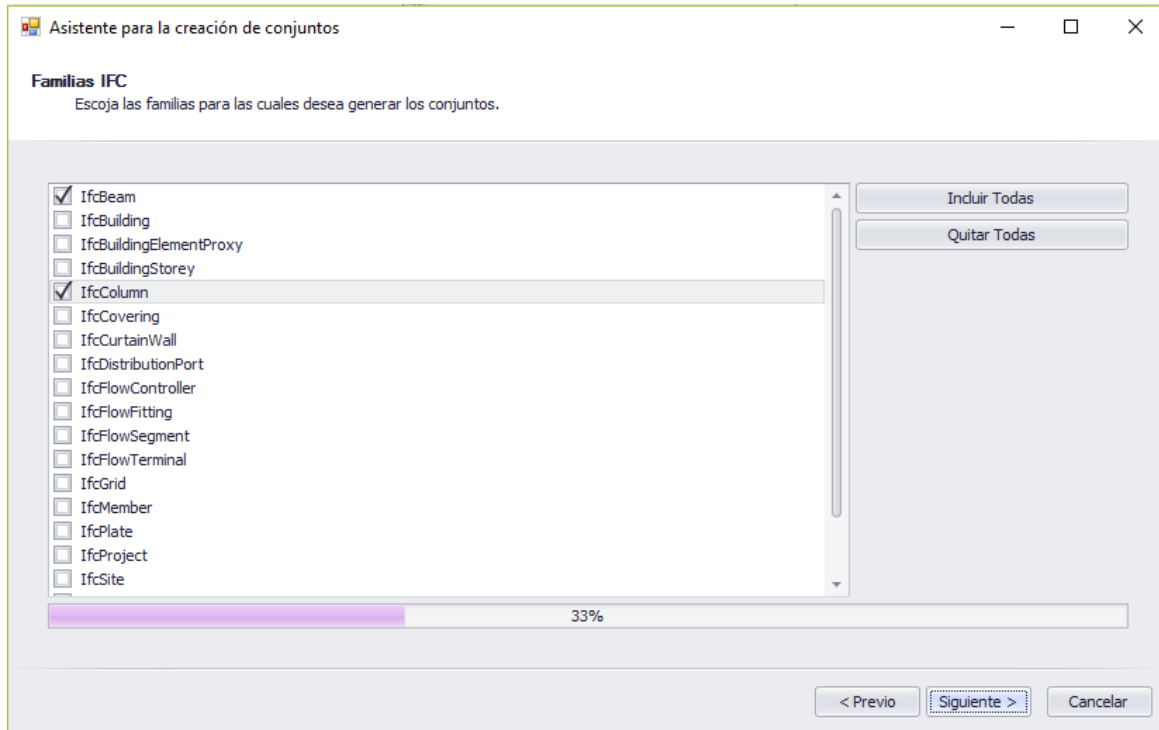 Asistente para la creación de conjuntos
Familias IFC
Escoja las familias para las cuales desea generar los conjuntos.
IfcBeam
IfcBuilding
IfcBuildingElementProxy
IfcBuildingStorey
IfcColumn
IfcCovering
IfcCurtainWall
IfcDistributionPort
IfcFlowController
IfcFlowFitting
IfcFlowSegment
IfcFlowTerminal
IfcGrid
IfcMember
IfcPlate
IfcProject
IfcSite
Incluir Todas
Quitar Todas
33%
< Previo
Siguiente >
Cancelar